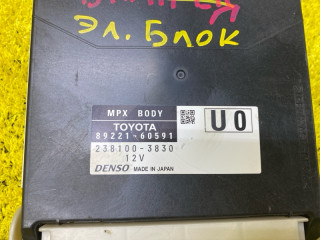 эл. Блок
MPX BODY
TOYOTA
89221-60591
238100-3830
12V
DENSO MADE IN JAPAN
U0